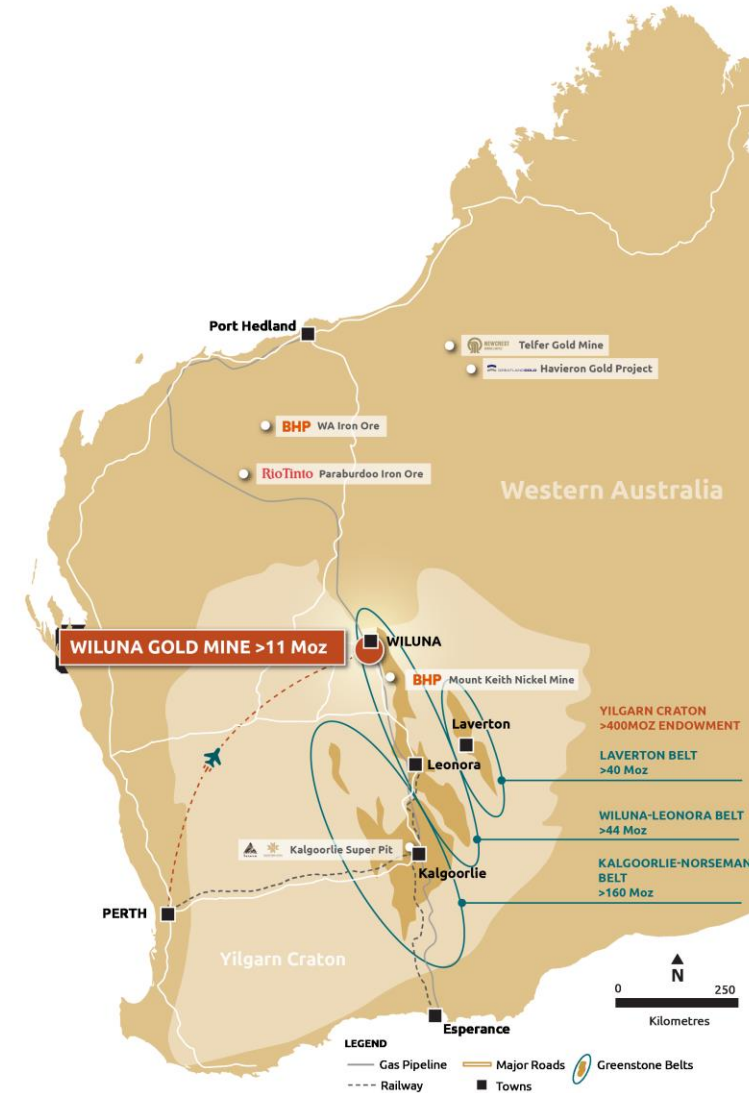 Port Hedland
NEWCREST Telfer Gold Mine
Havieron Gold Project
BHP WA Iron Ore
RioTinto Paraburdoo Iron Ore
Western Australia
WILUNA GOLD MINE >11 Moz
WILUNA
BHP Mount Keith Nickel Mine
Laverton
YILGARN CRATON
>400MOZ ENDOWMENT
LAVERTON BELT
>40 Moz
Leonora
WILUNA-LEONORA BELT
>44 Moz
Kalgoorlie Super Pit
Kalgoorlie
KALGOORLIE-NORSEMAN
BELT
>160 Moz
PERTH
Yilgarn Craton
N
0 250
Kilometres
Esperance
LEGEND
Gas Pipeline Major Roads Greenstone Belts
Railway Towns